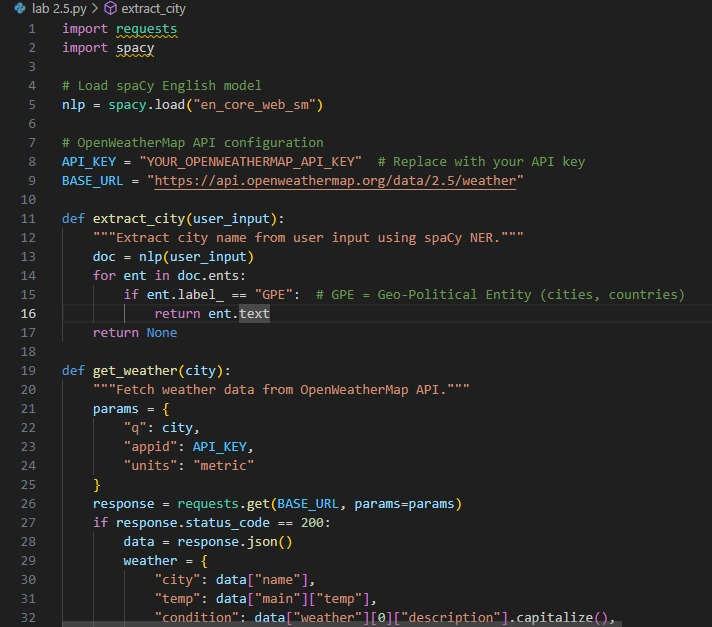 lab 2.5.py > extract_city
1 import requests
2 import spacy
3
4 # Load spaCy English model
5 nlp = spacy.load("en_core_web_sm")
6
7 # OpenWeatherMap API configuration
8 API_KEY = "YOUR_OPENWEATHERMAP_API_KEY"  # Replace with your API key
9 BASE_URL = "https://api.openweathermap.org/data/2.5/weather"
10
11 def extract_city(user_input):
12     """Extract city name from user input using spaCy NER."""
13     doc = nlp(user_input)
14     for ent in doc.ents:
15         if ent.label_ == "GPE":  # GPE = Geo-Political Entity (cities, countries)
16             return ent.text
17     return None
18
19 def get_weather(city):
20     """Fetch weather data from OpenWeatherMap API."""
21     params = {
22         "q": city,
23         "appid": API_KEY,
24         "units": "metric"
25     }
26     response = requests.get(BASE_URL, params=params)
27     if response.status_code == 200:
28         data = response.json()
29         weather = {
30             "city": data["name"],
31             "temp": data["main"]["temp"],
32             "condition": data["weather"][0]["description"].capitalize(),